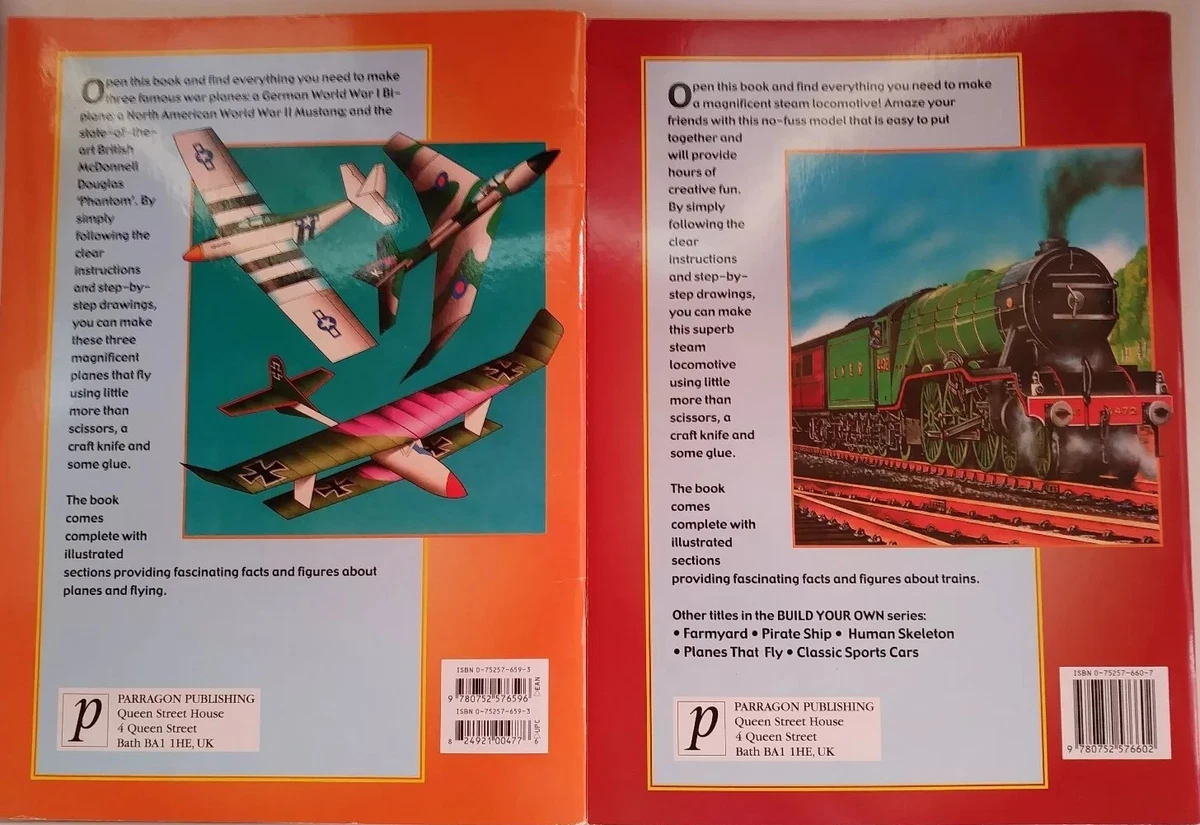 Open this book and find everything you need to make
three famous war planes: a German World War I Bi-
plane; a North American World War II Mustang; and the
state-of-the-
art British
McDonnell
Douglas
'Phantom'. By
simply
following the
clear
instructions
and step-by-
step drawings,
you can make
these three
magnificent
planes that fly
using little
more than
scissors, a
craft knife and
some glue.
The book
comes
complete with
illustrated
sections providing fascinating facts and figures about
planes and flying.
p
PARRAGON PUBLISHING
Queen Street House
4 Queen Street
Bath BA1 1HE, UK
ISBN 0-75257-659-3
EAN
9 780752 576596
ISBN 0-75257-659-3
UPC
8 24921 00477 6
Open this book and find everything you need to make
a magnificent steam locomotive! Amaze your
friends with this no-fuss model that is easy to put
together and
will provide
hours of
creative fun.
By simply
following the
clear
instructions
and step-by-
step drawings,
you can make
this superb
steam
locomotive
using little
more than
scissors, a
craft knife and
some glue.
The book
comes
complete with
illustrated
sections
providing fascinating facts and figures about trains.
L N E R
4472
Other titles in the BUILD YOUR OWN series:
• Farmyard • Pirate Ship • Human Skeleton
• Planes That Fly • Classic Sports Cars
p
PARRAGON PUBLISHING
Queen Street House
4 Queen Street
Bath BA1 1HE, UK
ISBN 0-75257-660-7
9 780752 576602